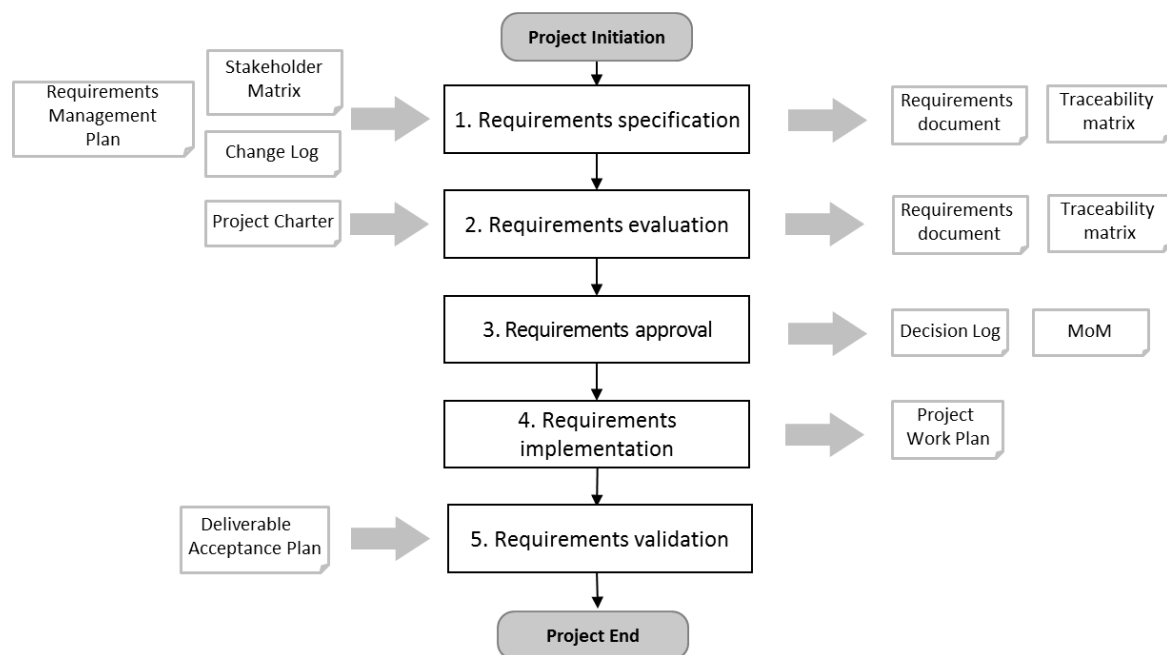 Project Initiation
Stakeholder
Matrix
Requirements
Management
Plan
Change Log
1. Requirements specification
Requirements
document
Traceability
matrix
Project Charter
2. Requirements evaluation
Requirements
document
Traceability
matrix
3. Requirements approval
Decision Log
MoM
4. Requirements
implementation
Project
Work Plan
Deliverable
Acceptance Plan
5. Requirements validation
Project End